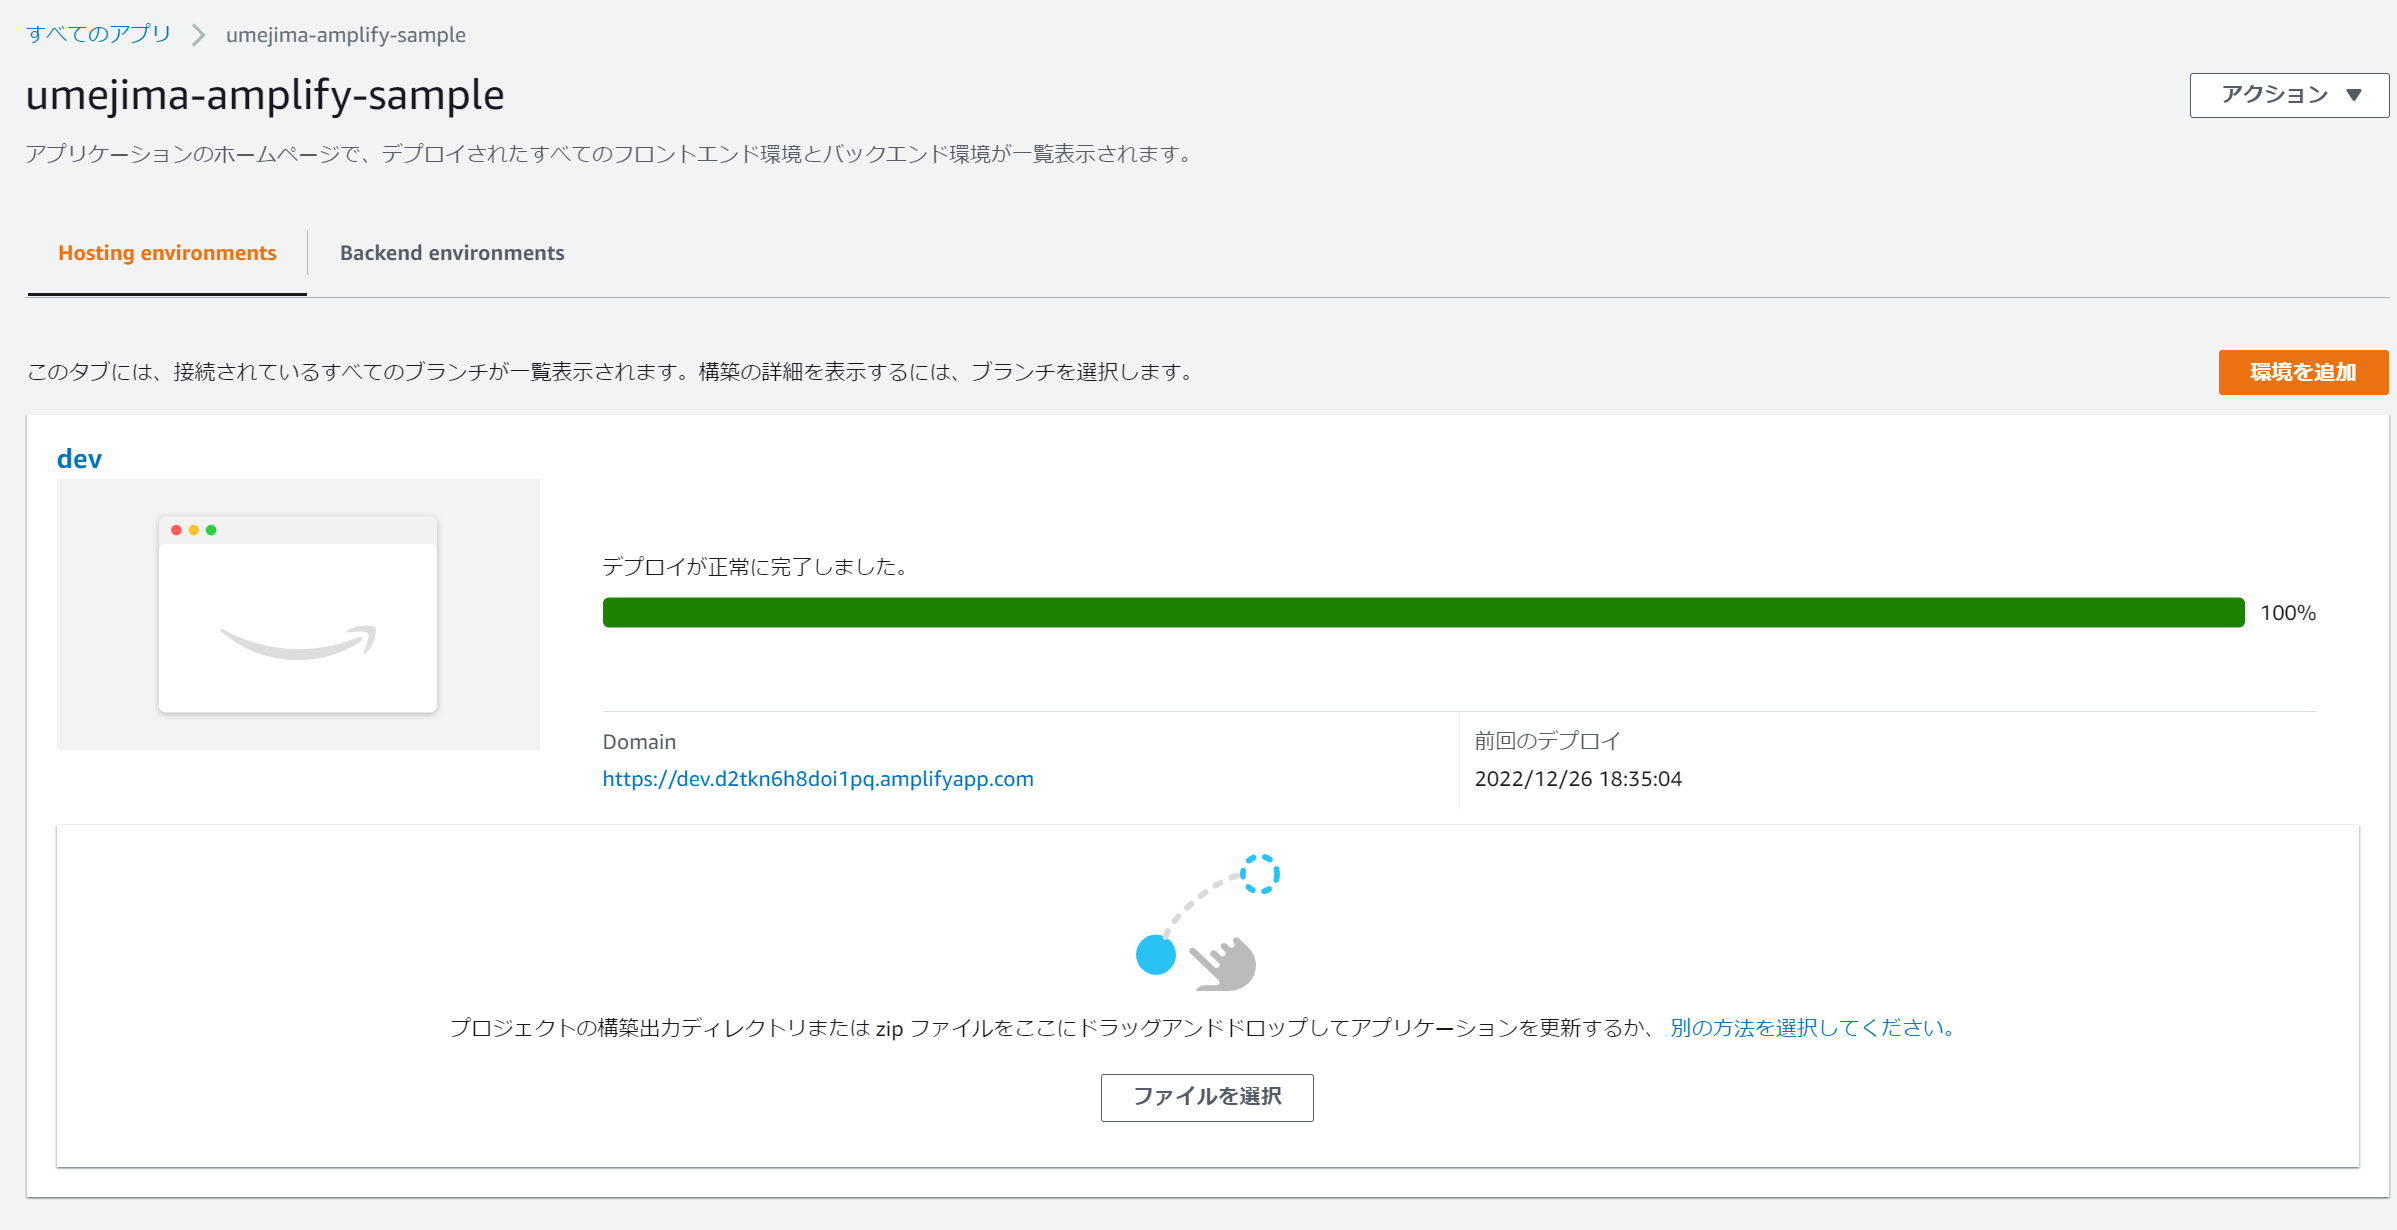 すべてのアプリ
umejima-amplify-sample
umejima-amplify-sample
アクション
アプリケーションのホームページで、デプロイされたすべてのフロントエンド環境とバックエンド環境が一覧表示されます。
Hosting environments
Backend environments
このタブには、接続されているすべてのブランチが一覧表示されます。構築の詳細を表示するには、ブランチを選択します。
環境を追加
dev
デプロイが正常に完了しました。
100%
Domain
https://dev.d2tkn6h8doi1pq.amplifyapp.com
前回のデプロイ
2022/12/26 18:35:04
プロジェクトの構築出力ディレクトリまたは zip ファイルをここにドラッグアンドドロップしてアプリケーションを更新するか、 別の方法を選択してください。
ファイルを選択